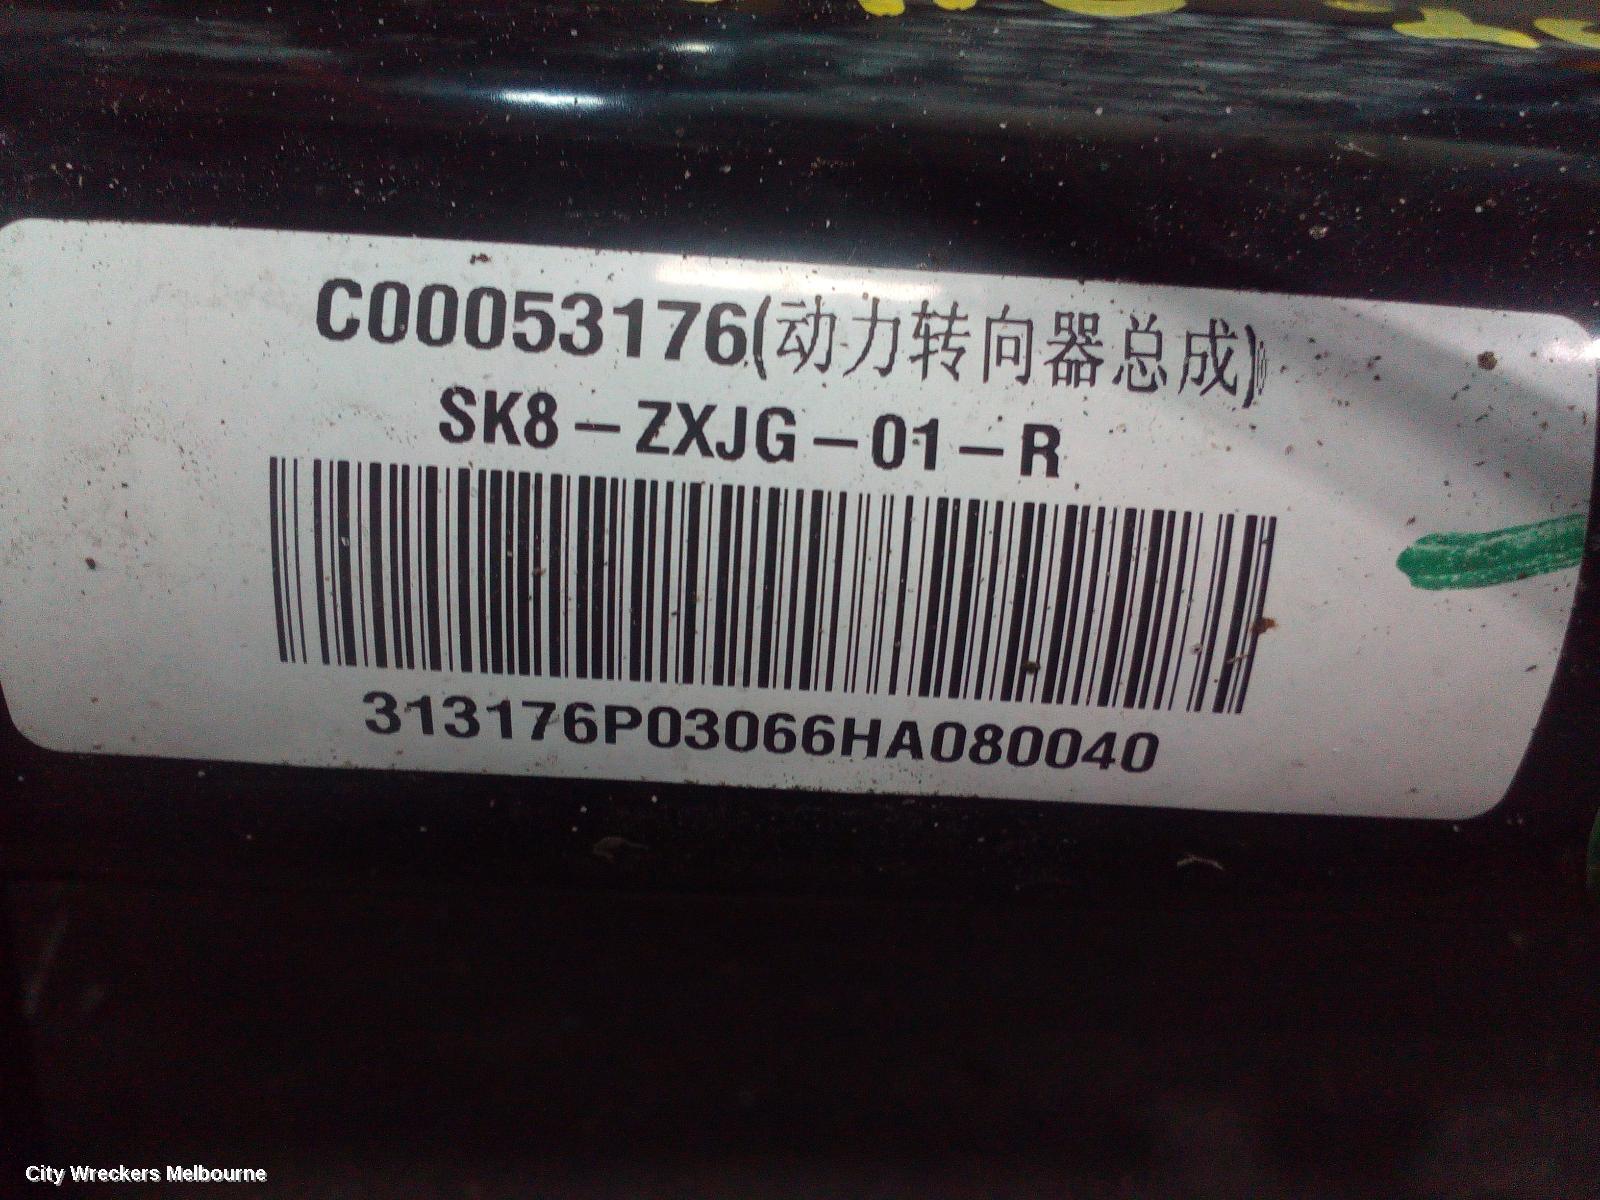 C00053176(动力转向器总成)
SK8-ZXJG-01-R
313176P03066HA080040
City Wreckers Melbourne